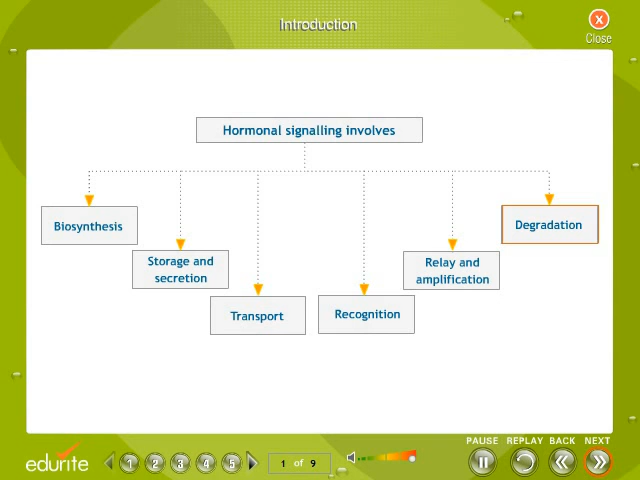 Introduction
X
Close
Hormonal signalling involves
Biosynthesis
Degradation
Storage and
secretion
Relay and
amplification
Transport
Recognition
PAUSE REPLAY BACK NEXT
edurite
1 2 3 4 5
1 of 9